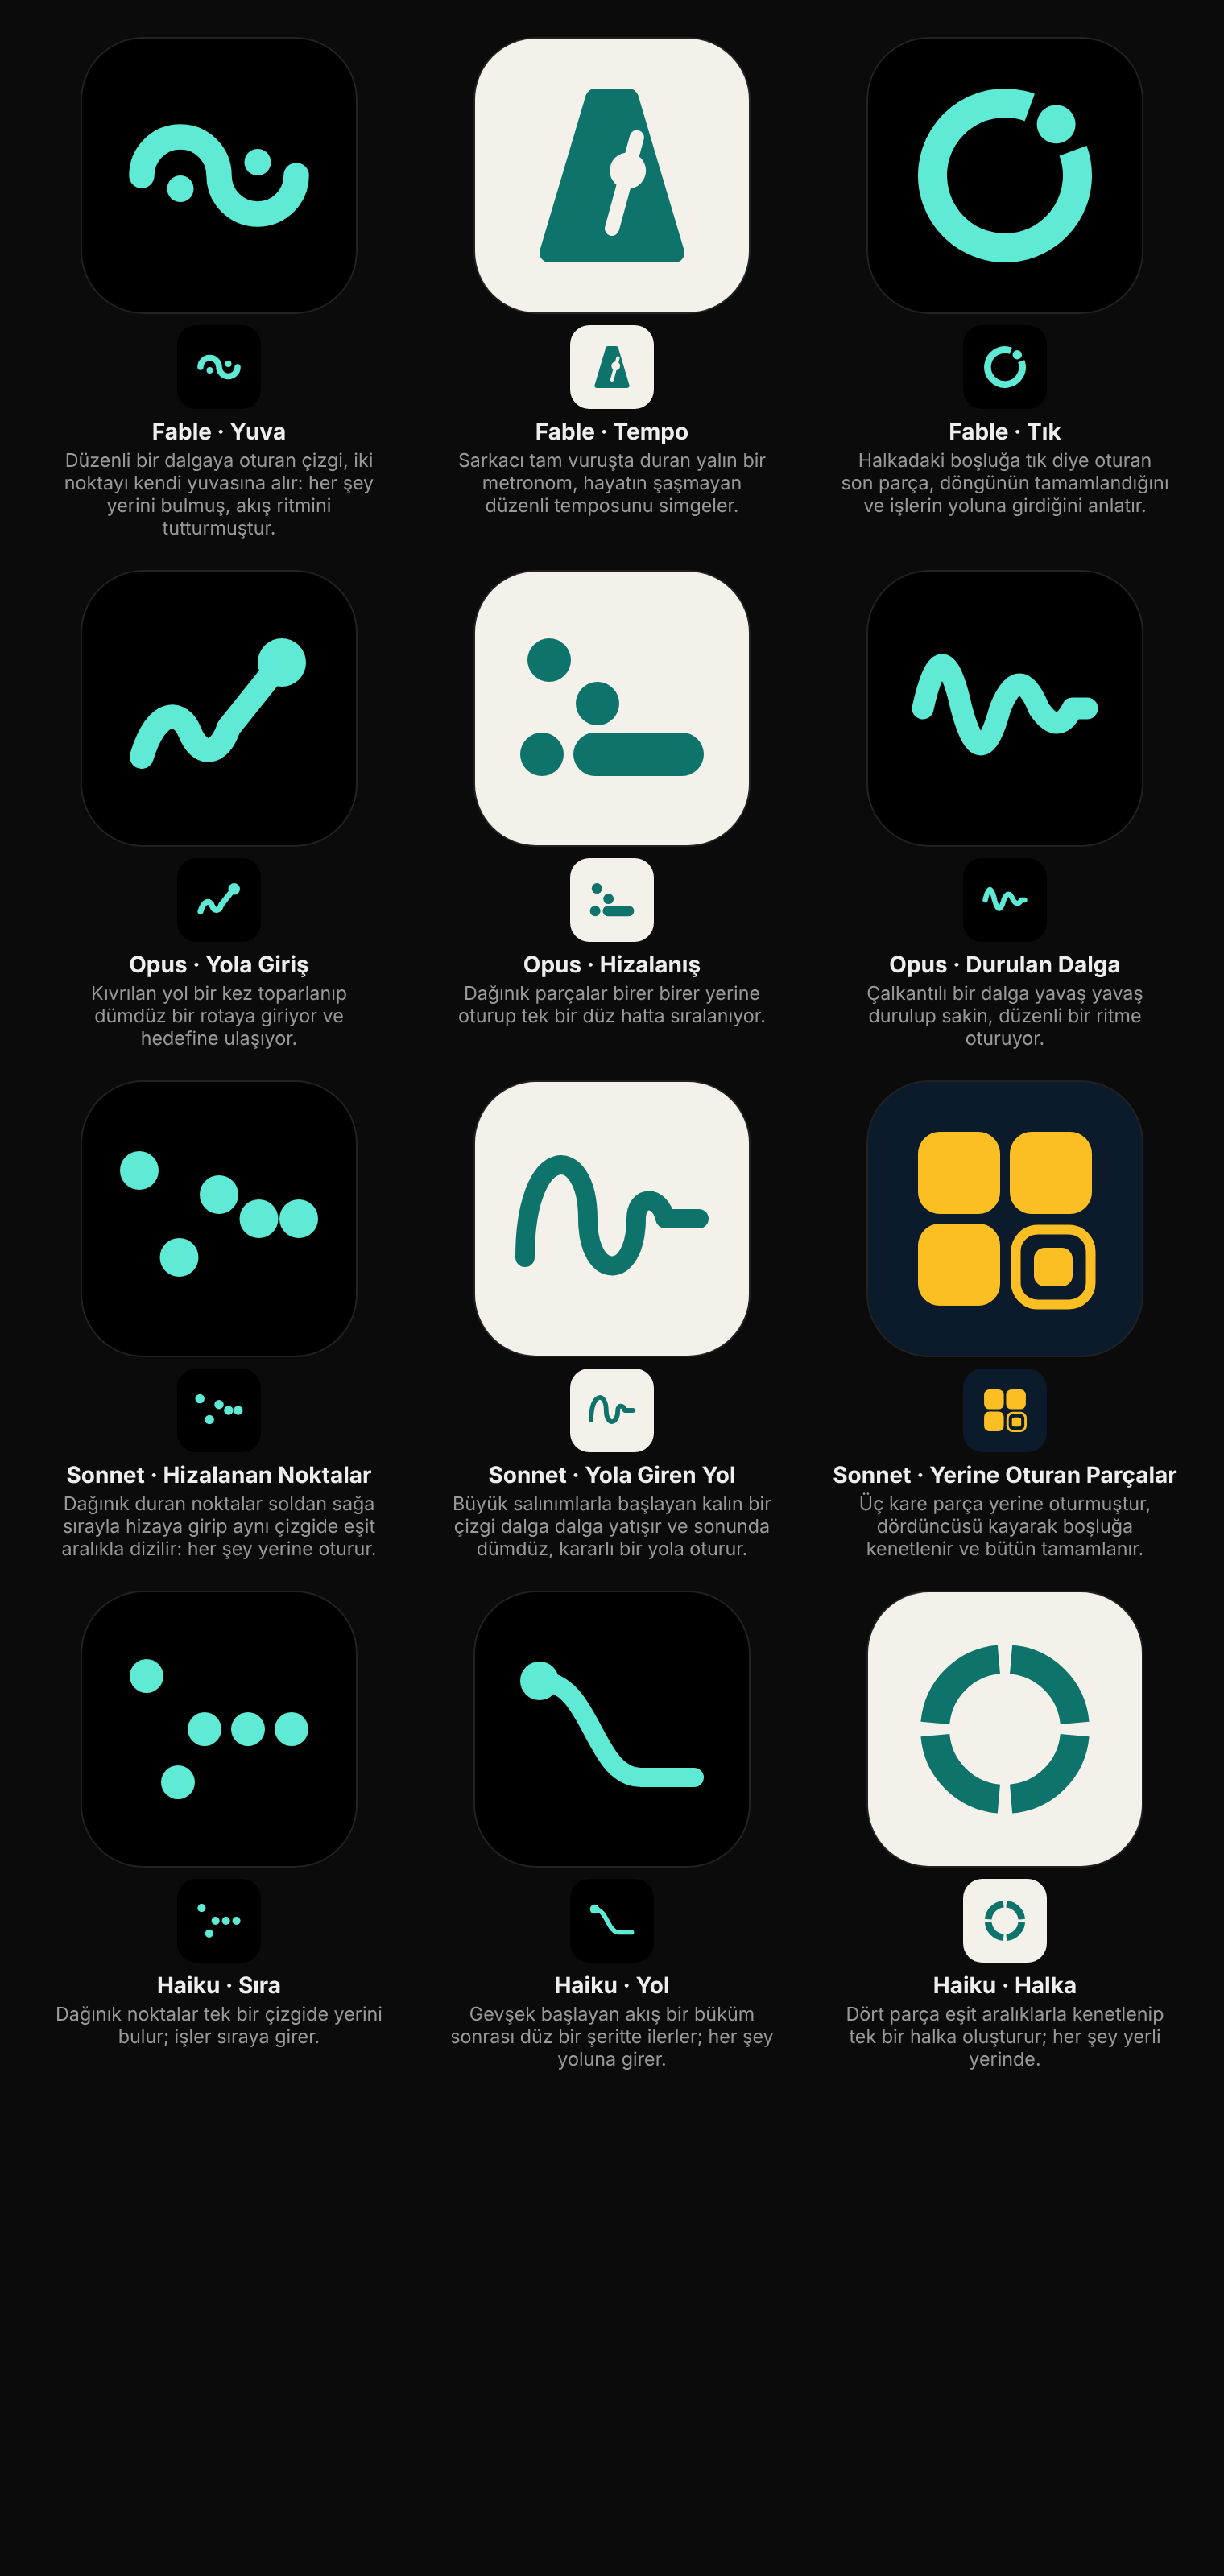 Fable · Yuva
Düzenli bir dalgaya oturan çizgi, iki
noktayı kendi yuvasına alır: her şey
yerini bulmuş, akış ritmini
tutturmuştur.
Fable · Tempo
Sarkacı tam vuruşta duran yalın bir
metronom, hayatın şaşmayan
düzenli temposunu simgeler.
Fable · Tık
Halkadaki boşluğa tık diye oturan
son parça, döngünün tamamlandığını
ve işlerin yoluna girdiğini anlatır.
Opus · Yola Giriş
Kıvrılan yol bir kez toparlanıp
dümdüz bir rotaya giriyor ve
hedefine ulaşıyor.
Opus · Hizalanış
Dağınık parçalar birer birer yerine
oturup tek bir düz hatta sıralanıyor.
Opus · Durulan Dalga
Çalkantılı bir dalga yavaş yavaş
durulup sakin, düzenli bir ritme
oturuyor.
Sonnet · Hizalanan Noktalar
Dağınık duran noktalar soldan sağa
sırayla hizaya girip aynı çizgide eşit
aralıkla dizilir: her şey yerine oturur.
Sonnet · Yola Giren Yol
Büyük salınımlarla başlayan kalın bir
çizgi dalga dalga yatışır ve sonunda
dümdüz, kararlı bir yola oturur.
Sonnet · Yerine Oturan Parçalar
Üç kare parça yerine oturmuştur,
dördüncüsü kayarak boşluğa
kenetlenir ve bütün tamamlanır.
Haiku · Sıra
Dağınık noktalar tek bir çizgide yerini
bulur; işler sıraya girer.
Haiku · Yol
Gevşek başlayan akış bir büküm
sonrası düz bir şeritte ilerler; her şey
yoluna girer.
Haiku · Halka
Dört parça eşit aralıklarla kenetlenip
tek bir halka oluşturur; her şey yerli
yerinde.